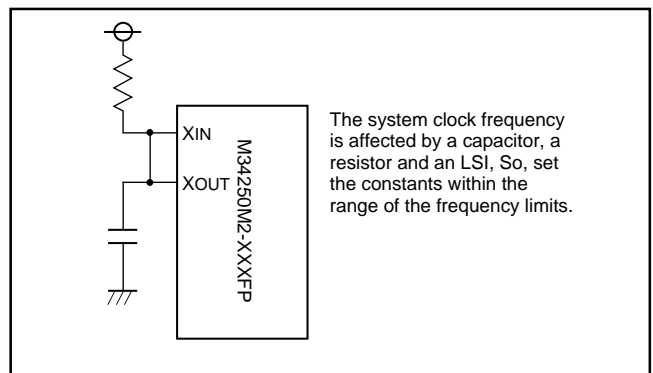 XIN
XOUT
M34250M2-XXXFP
The system clock frequency
is affected by a capacitor, a
resistor and an LSI, So, set
the constants within the
range of the frequency limits.